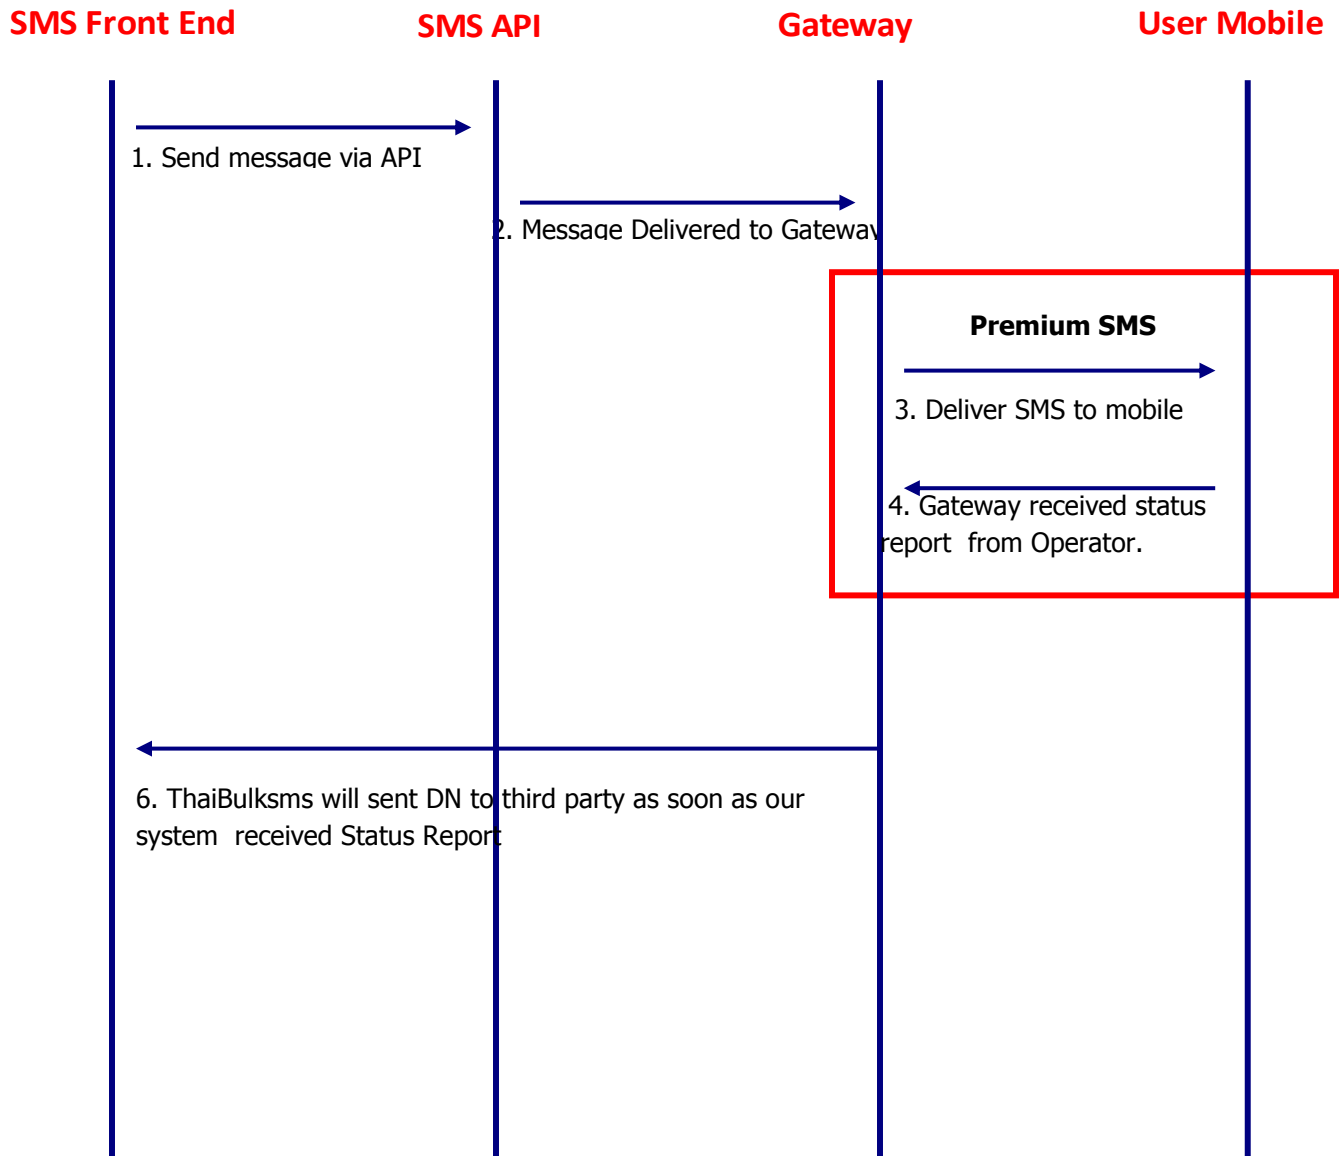 SMS Front End SMS API Gateway User Mobile
1. Send message via API
2. Message Delivered to Gateway
Premium SMS
3. Deliver SMS to mobile
4. Gateway received status
report from Operator.
6. ThaiBulksms will sent DN to third party as soon as our
system received Status Report